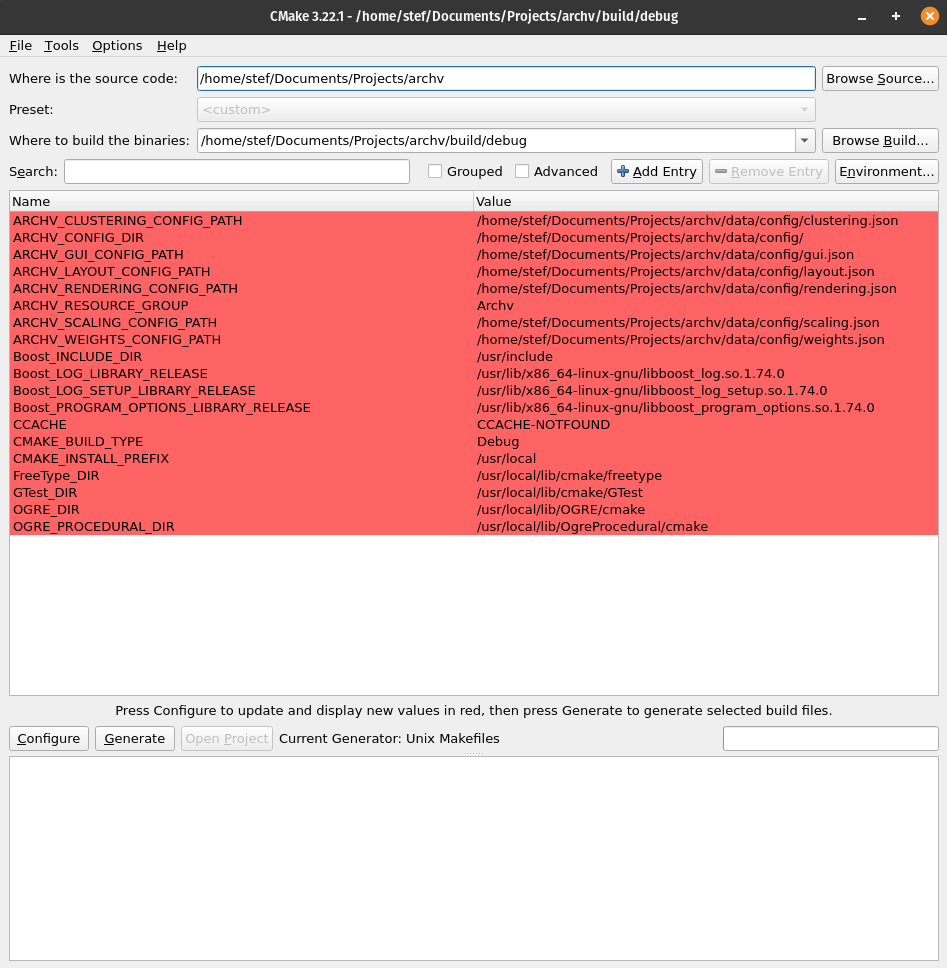 CMake 3.22.1 - /home/stef/Documents/Projects/archv/build/debug
File Tools Options Help
Where is the source code: /home/stef/Documents/Projects/archv Browse Source...
Preset: <custom>
Where to build the binaries: /home/stef/Documents/Projects/archv/build/debug Browse Build...
Search: Grouped Advanced Add Entry Remove Entry Environment...
Name Value
ARCHV_CLUSTERING_CONFIG_PATH /home/stef/Documents/Projects/archv/data/config/clustering.json
ARCHV_CONFIG_DIR /home/stef/Documents/Projects/archv/data/config/
ARCHV_GUI_CONFIG_PATH /home/stef/Documents/Projects/archv/data/config/gui.json
ARCHV_LAYOUT_CONFIG_PATH /home/stef/Documents/Projects/archv/data/config/layout.json
ARCHV_RENDERING_CONFIG_PATH /home/stef/Documents/Projects/archv/data/config/rendering.json
ARCHV_RESOURCE_GROUP Archv
ARCHV_SCALING_CONFIG_PATH /home/stef/Documents/Projects/archv/data/config/scaling.json
ARCHV_WEIGHTS_CONFIG_PATH /home/stef/Documents/Projects/archv/data/config/weights.json
Boost_INCLUDE_DIR /usr/include
Boost_LOG_LIBRARY_RELEASE /usr/lib/x86_64-linux-gnu/libboost_log.so.1.74.0
Boost_LOG_SETUP_LIBRARY_RELEASE /usr/lib/x86_64-linux-gnu/libboost_log_setup.so.1.74.0
Boost_PROGRAM_OPTIONS_LIBRARY_RELEASE /usr/lib/x86_64-linux-gnu/libboost_program_options.so.1.74.0
CCACHE CCACHE-NOTFOUND
CMAKE_BUILD_TYPE Debug
CMAKE_INSTALL_PREFIX /usr/local
FreeType_DIR /usr/local/lib/cmake/freetype
GTest_DIR /usr/local/lib/cmake/GTest
OGRE_DIR /usr/local/lib/OGRE/cmake
OGRE_PROCEDURAL_DIR /usr/local/lib/OgreProcedural/cmake
Press Configure to update and display new values in red, then press Generate to generate selected build files.
Configure Generate Open Project Current Generator: Unix Makefiles